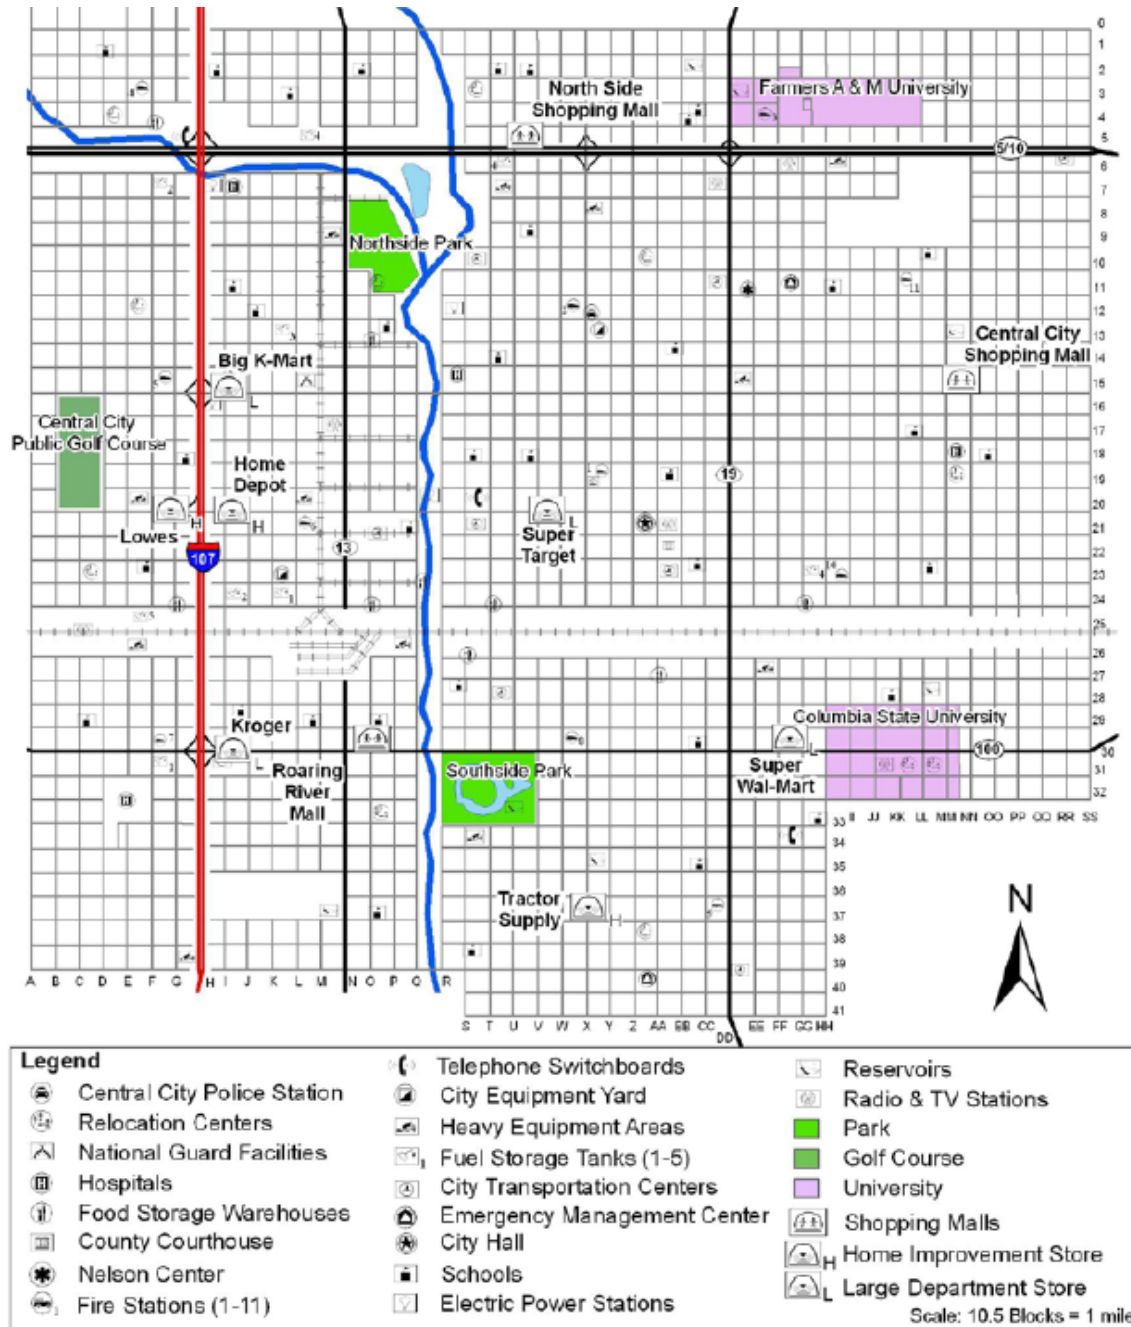 0
1
2
3
4
5
6
7
8
9
10
11
12
13
14
15
16
17
18
19
20
21
22
23
24
25
26
27
28
29
30
31
32
33
34
35
36
37
38
39
40
41
North Side
Shopping Mall
Farmers A & M University
5/10
Northside Park
11
Big K-Mart
L
Central City
Shopping Mall
Central City
Public Golf Course
Home
Depot
H
Lowes
H
Super
Target
L
19
13
107
Kroger
L
Roaring
River
Mall
Columbia State University
100
Southside Park
Super
Wal-Mart
L
Tractor
Supply
H
N
A B C D E F G H I J K L M N O P Q R
S T U V W X Y Z AA BB CC DD EE FF GG HH
II JJ KK LL MM NN OO PP QQ RR SS
Legend
Central City Police Station
Relocation Centers
National Guard Facilities
Hospitals
Food Storage Warehouses
County Courthouse
Nelson Center
Fire Stations (1-11)
Telephone Switchboards
City Equipment Yard
Heavy Equipment Areas
Fuel Storage Tanks (1-5)
City Transportation Centers
Emergency Management Center
City Hall
Schools
Electric Power Stations
Reservoirs
Radio & TV Stations
Park
Golf Course
University
Shopping Malls
H Home Improvement Store
L Large Department Store
Scale: 10.5 Blocks = 1 mile